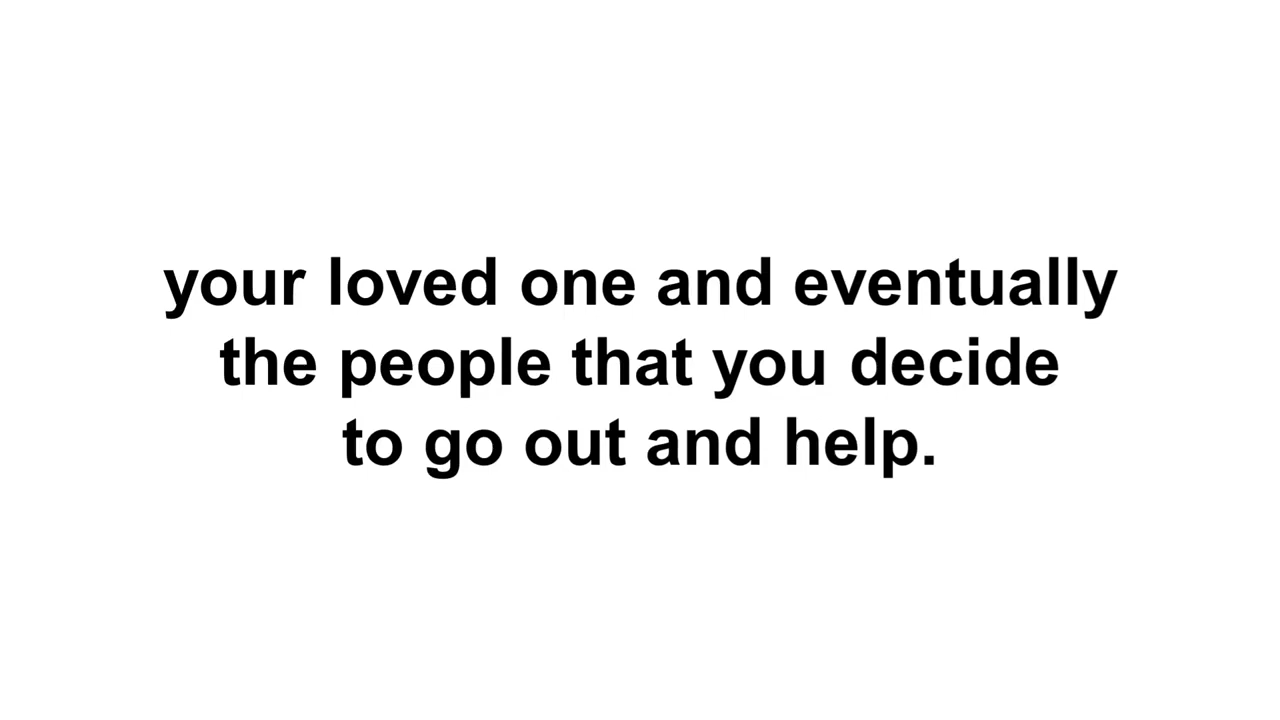 your loved one and eventually
the people that you decide
to go out and help.